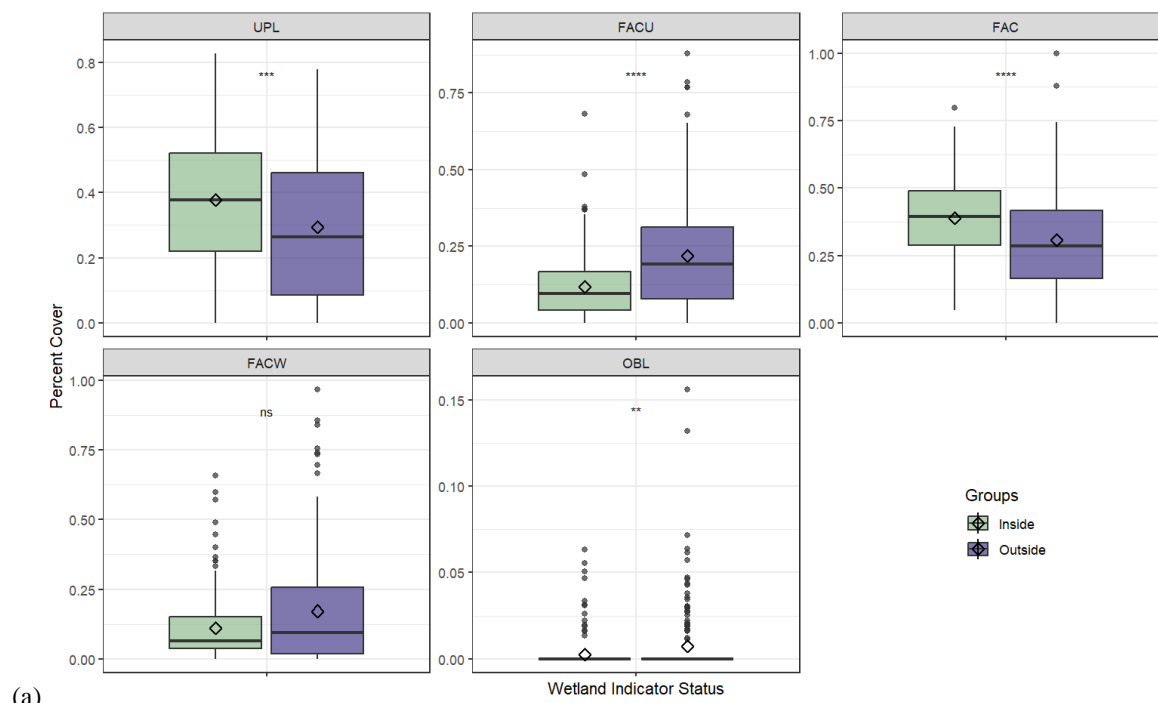 UPL
FACU
FAC
***
****
****
0.8
0.6
0.4
0.2
0.0
0.75
0.50
0.25
0.00
1.00
0.75
0.50
0.25
0.00
Percent Cover
FACW
OBL
ns
**
1.00
0.75
0.50
0.25
0.00
0.15
0.10
0.05
0.00
Groups
Inside
Outside
Wetland Indicator Status
(a)